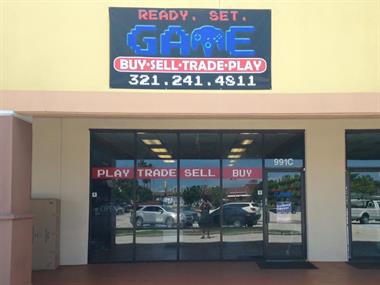 READY. SET.
GAME
BUY•SELL•TRADE•PLAY
321.241.4811
991C
PLAY TRADE SELL BUY